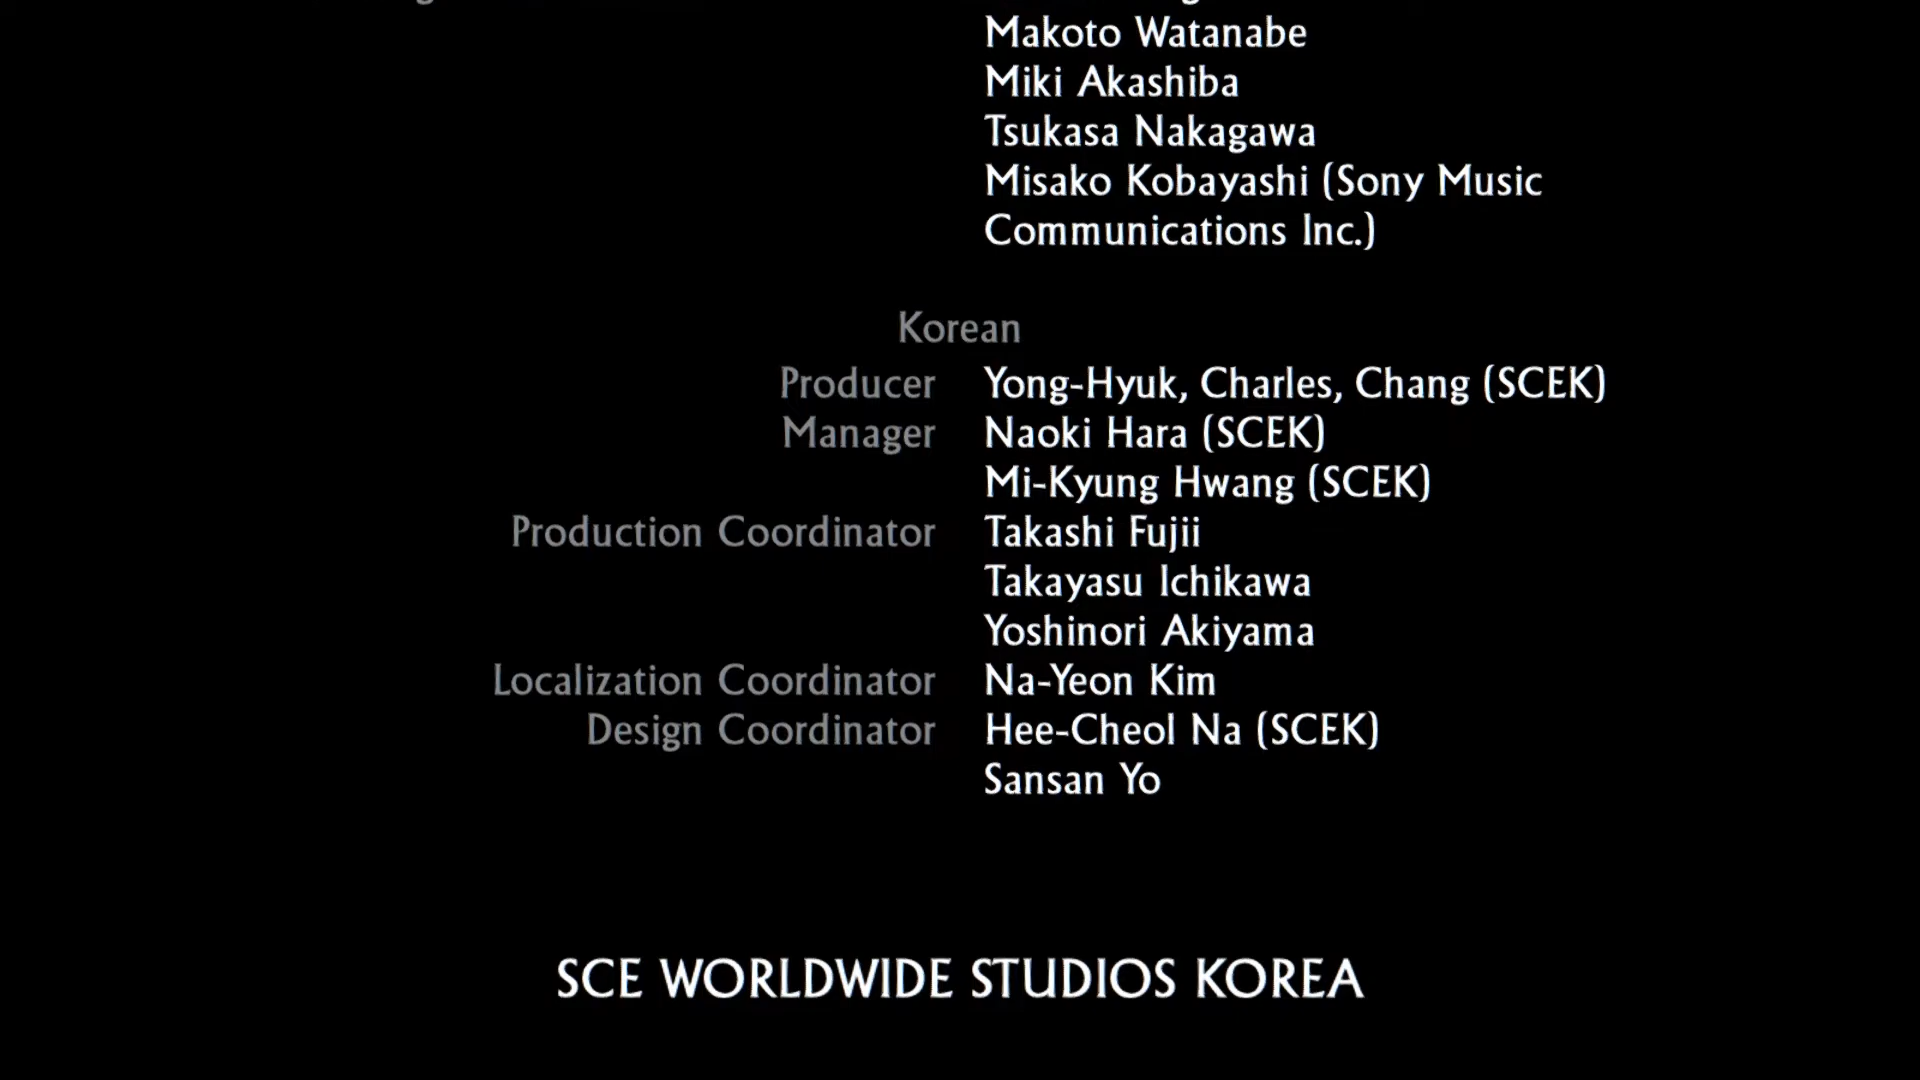 Makoto Watanabe
Miki Akashiba
Tsukasa Nakagawa
Misako Kobayashi (Sony Music
Communications Inc.)
Korean
Producer Yong-Hyuk, Charles, Chang (SCEK)
Manager Naoki Hara (SCEK)
Mi-Kyung Hwang (SCEK)
Production Coordinator Takashi Fujii
Takayasu Ichikawa
Yoshinori Akiyama
Localization Coordinator Na-Yeon Kim
Design Coordinator Hee-Cheol Na (SCEK)
Sansan Yo
SCE WORLDWIDE STUDIOS KOREA